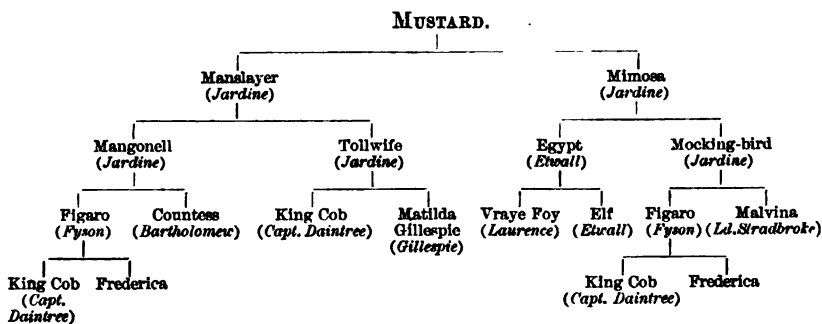 MUSTARD.
Manslayer
(Jardine)
Mimosa
(Jardine)
Mangonell
(Jardine)
Tollwife
(Jardine)
Egypt
(Etwall)
Mocking-bird
(Jardine)
Figaro
(Fyson)
Countess
(Bartholomew)
King Cob
(Capt. Daintree)
Matilda
Gillespie
(Gillespie)
Vraye Foy
(Laurence)
Elf
(Etwall)
Figaro
(Fyson)
Malvina
(Ld. Stradbroke)
King Cob
(Capt.
Daintree)
Frederica
King Cob
(Capt. Daintree)
Frederica